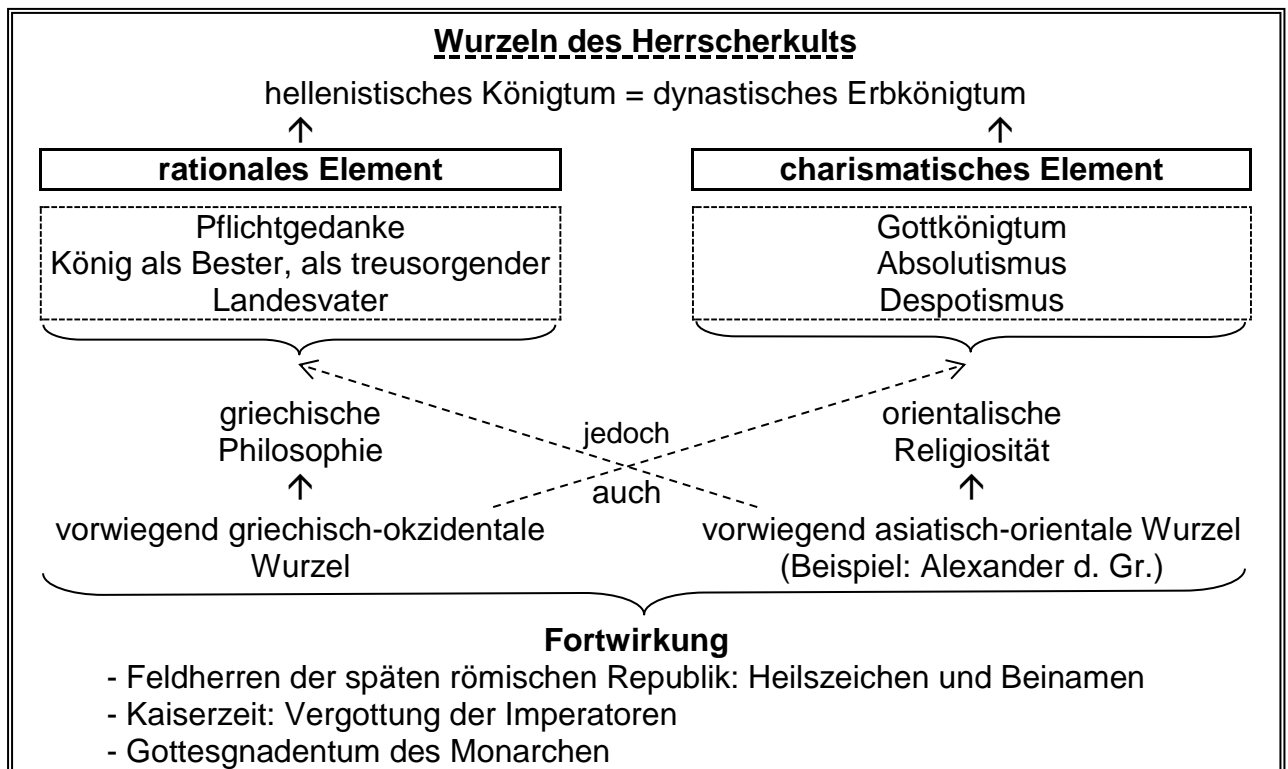 Wurzeln des Herrscherkults
hellenistisches Königtum = dynastisches Erbkönigtum
rationales Element
charismatisches Element
Pflichtgedanke
König als Bester, als treusorgender
Landesvater
Gottkönigtum
Absolutismus
Despotismus
griechische
Philosophie
jedoch
auch
orientalische
Religiosität
vorwiegend griechisch-okzidentale
Wurzel
vorwiegend asiatisch-orientale Wurzel
(Beispiel: Alexander d. Gr.)
Fortwirkung
- Feldherren der späten römischen Republik: Heilszeichen und Beinamen
- Kaiserzeit: Vergottung der Imperatoren
- Gottesgnadentum des Monarchen